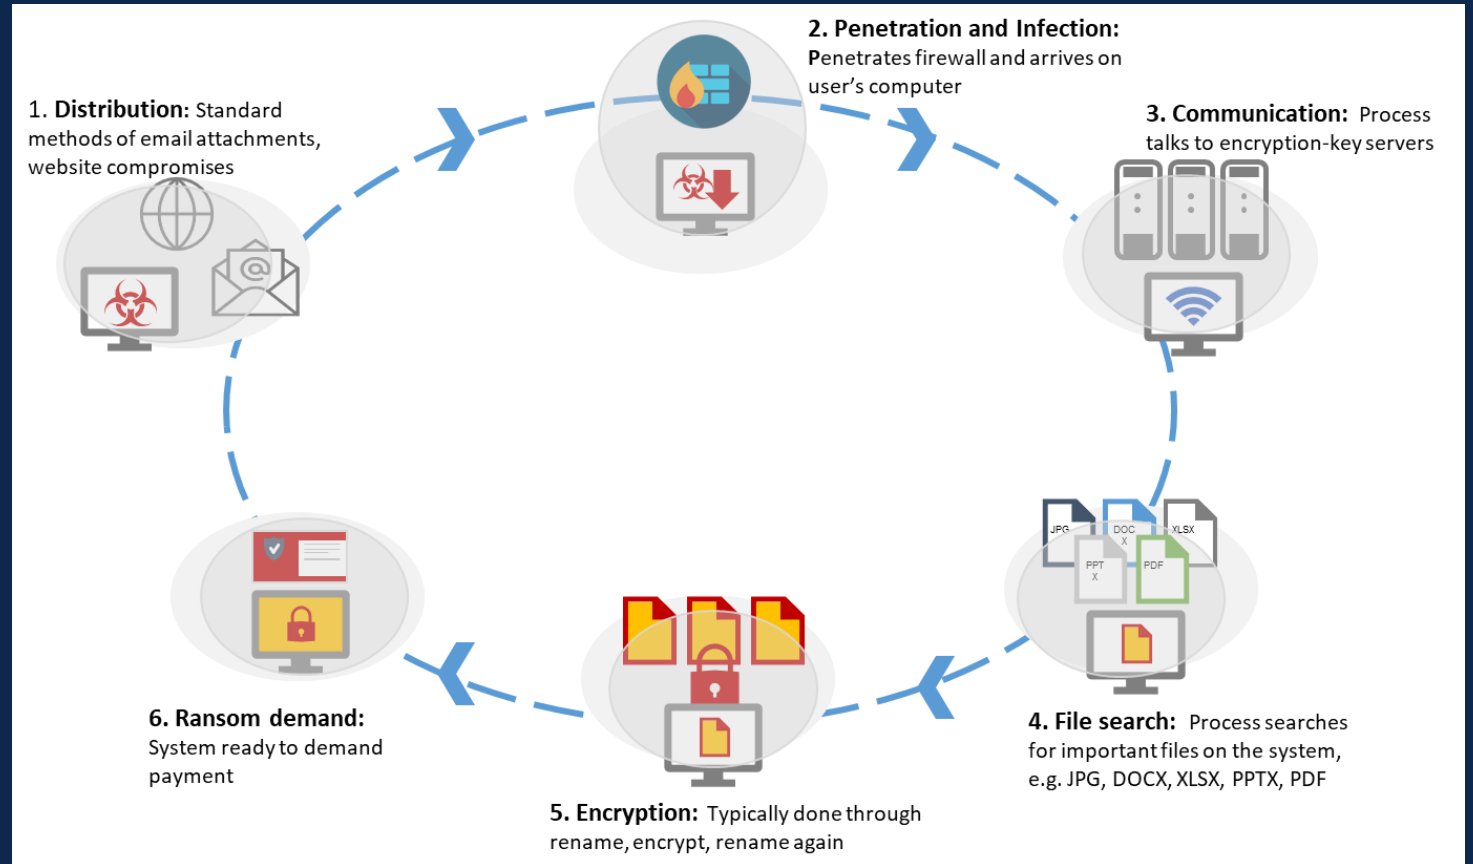 1. Distribution: Standard
methods of email attachments,
website compromises
2. Penetration and Infection:
Penetrates firewall and arrives on
user's computer
3. Communication: Process
talks to encryption-key servers
JPG
DOC
X
XLSX
PPT
X
PDF
4. File search: Process searches
for important files on the system,
e.g. JPG, DOCX, XLSX, PPTX, PDF
5. Encryption: Typically done through
rename, encrypt, rename again
6. Ransom demand:
System ready to demand
payment
@